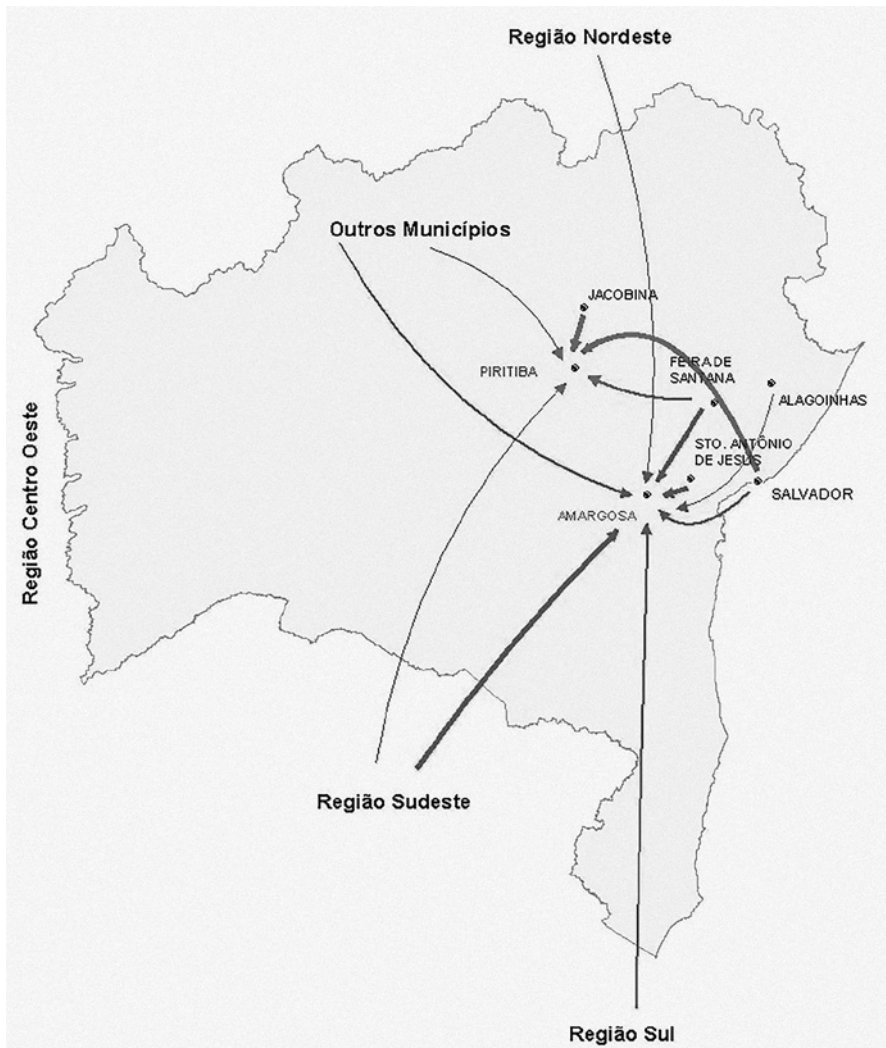 Região Nordeste
Outros Municípios
JACOBINA
PIRITIBA
FEIRA DE
SANTANA
ALAGOINHAS
STO. ANTÔNIO
DE JESUS
SALVADOR
AMARGOSA
Região Centro Oeste
Região Sudeste
Região Sul